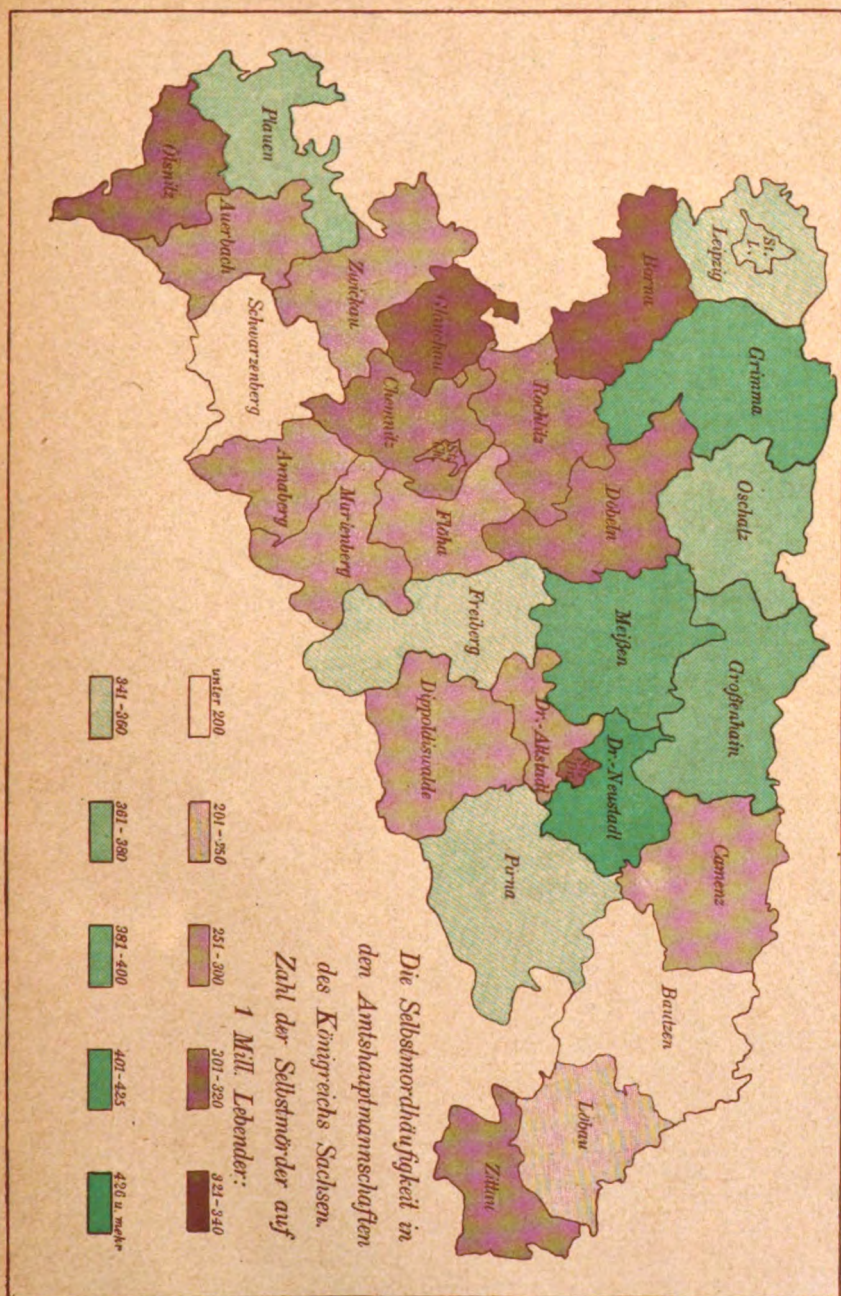 Die Selbstmordhäufigkeit in
den Amtshauptmannschaften
des Königreichs Sachsen.
Zahl der Selbstmörder auf
1 Mill. Lebender:
unter 200
201-250
251-300
301-320
321-340
341-360
361-380
381-400
401-425
426 u. mehr
Plauen
Ölsnitz
Auerbach
Zwickau
Schwarzenberg
Glauchau
Chemnitz
Annaberg
Marienberg
Flöha
Rochlitz
Borna
St.
L.
Leipzig
Grimma
Oschatz
Döbeln
Freiberg
Meißen
Großenhain
Dr.-Altstadt
Dr.-Neustadt
Dippoldiswalde
Pirna
Camenz
Bautzen
Löbau
Zittau